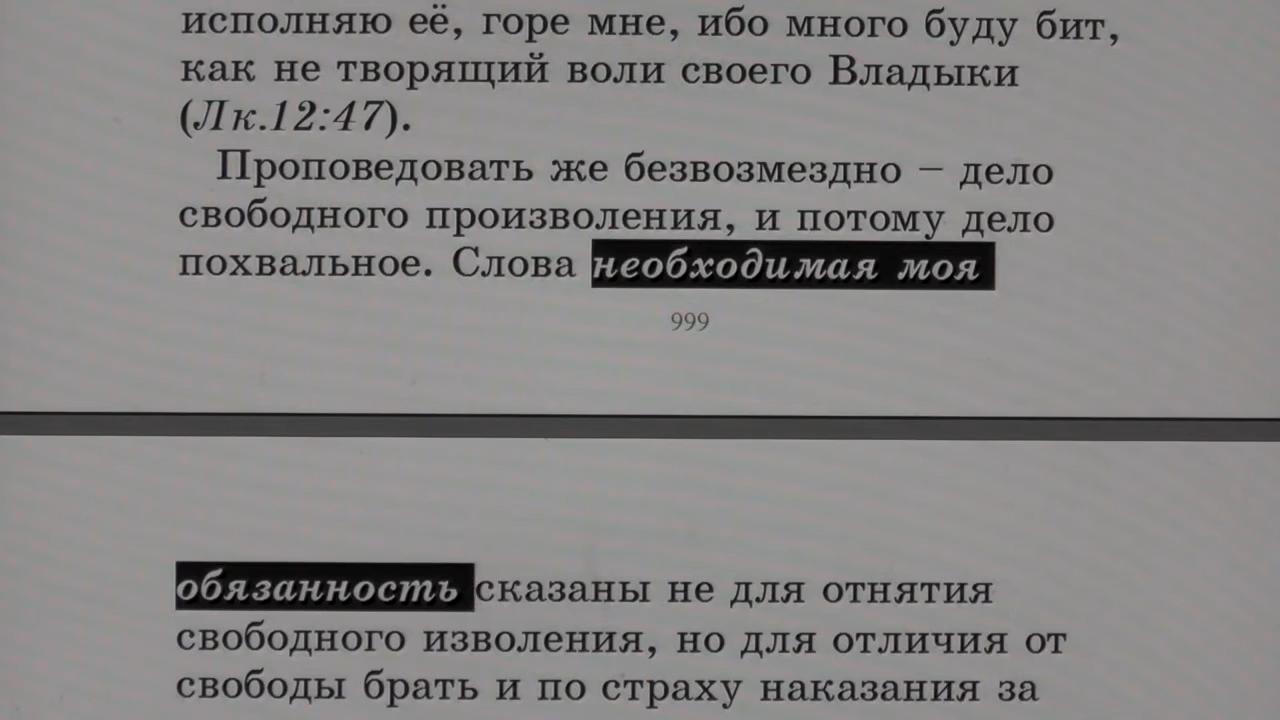 исполняю её, горе мне, ибо много буду бит,
как не творящий воли своего Владыки
(Лк.12:47).
Проповедовать же безвозмездно – дело
свободного произволения, и потому дело
похвальное. Слова необходимая моя
999
обязанность сказаны не для отнятия
свободного изволения, но для отличия от
свободы брать и по страху наказания за